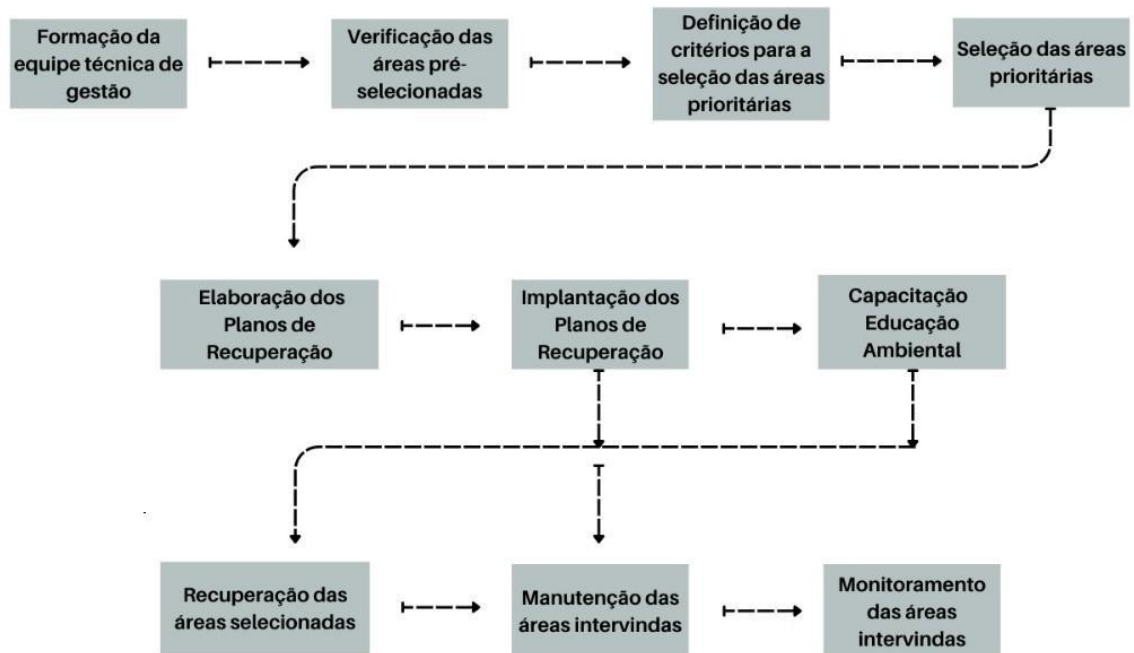 Formação da
equipe técnica de
gestão
Verificação das
áreas pré-
selecionadas
Definição de
critérios para a
seleção das áreas
prioritárias
Seleção das áreas
prioritárias
Elaboração dos
Planos de
Recuperação
Implantação dos
Planos de
Recuperação
Capacitação
Educação
Ambiental
Recuperação das
áreas selecionadas
Manutenção das
áreas intervindas
Monitoramento
das áreas
intervindas